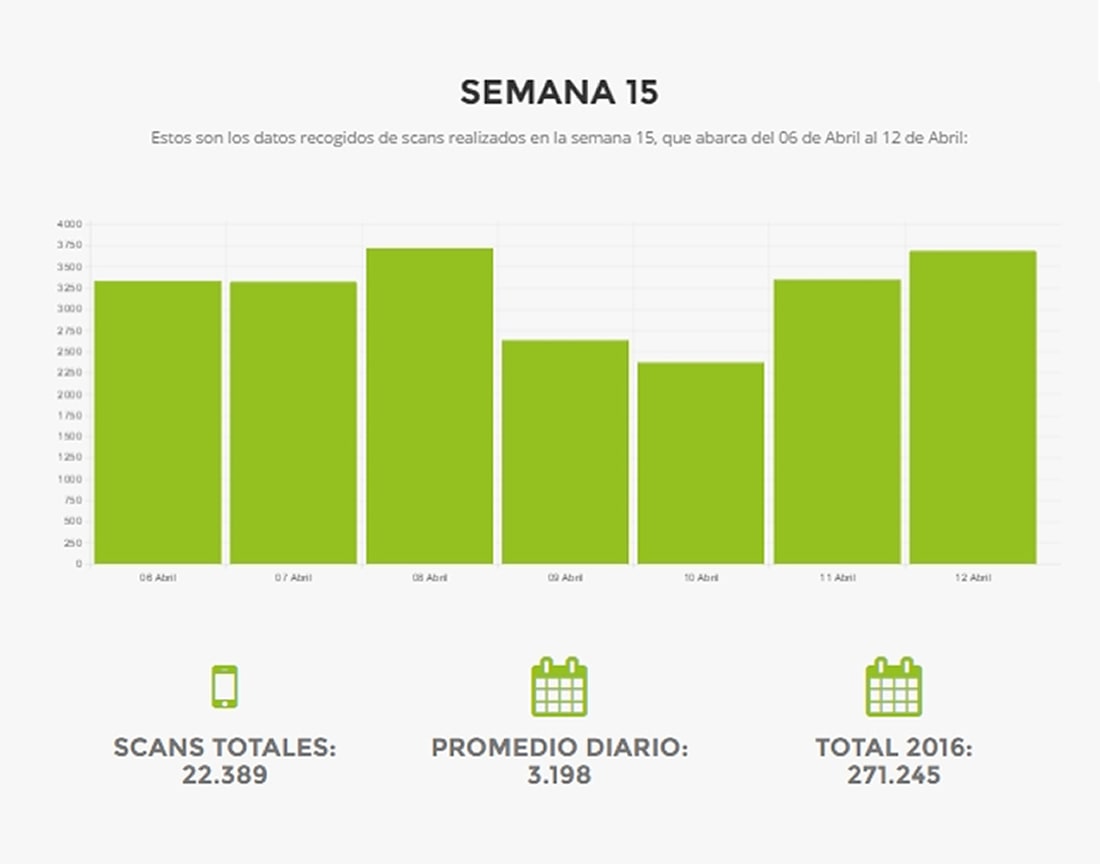 SEMANA 15
Estos son los datos recogidos de scans realizados en la semana 15, que abarca del 06 de Abril al 12 de Abril:
4000
3750
3500
3250
3000
2750
2500
2250
2000
1750
1500
1250
1000
750
500
250
0
06 Abril
07 Abril
08 Abril
09 Abril
10 Abril
11 Abril
12 Abril
SCANS TOTALES:
22.389
PROMEDIO DIARIO:
3.198
TOTAL 2016:
271.245